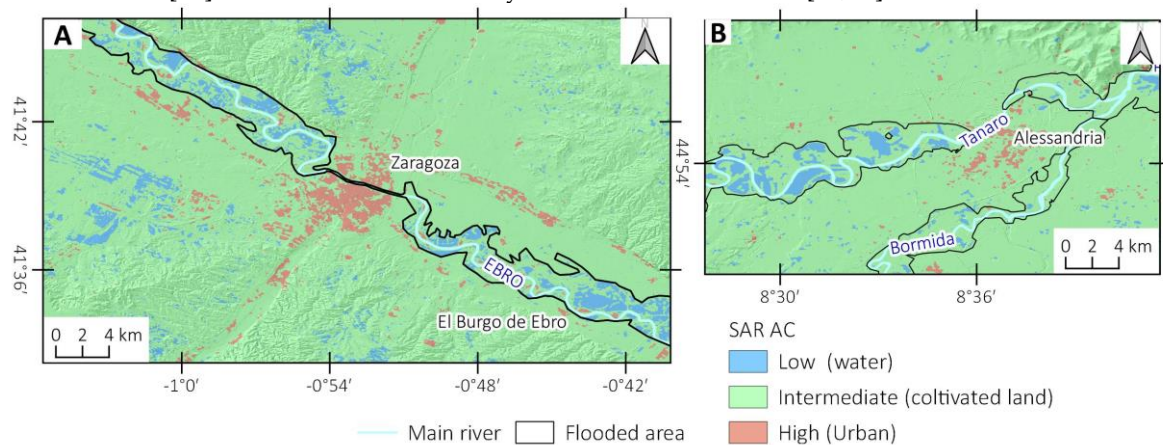 A
N
B
N
41°42′
41°36′
Zaragoza
EBRO
El Burgo de Ebro
0 2 4 km
-1°0′
-0°54′
-0°48′
-0°42′
44°54′
Tanaro
Alessandria
Bormida
0 2 4 km
8°30′
8°36′
SAR AC
Low (water)
Intermediate (coltivated land)
High (Urban)
Main river
Flooded area